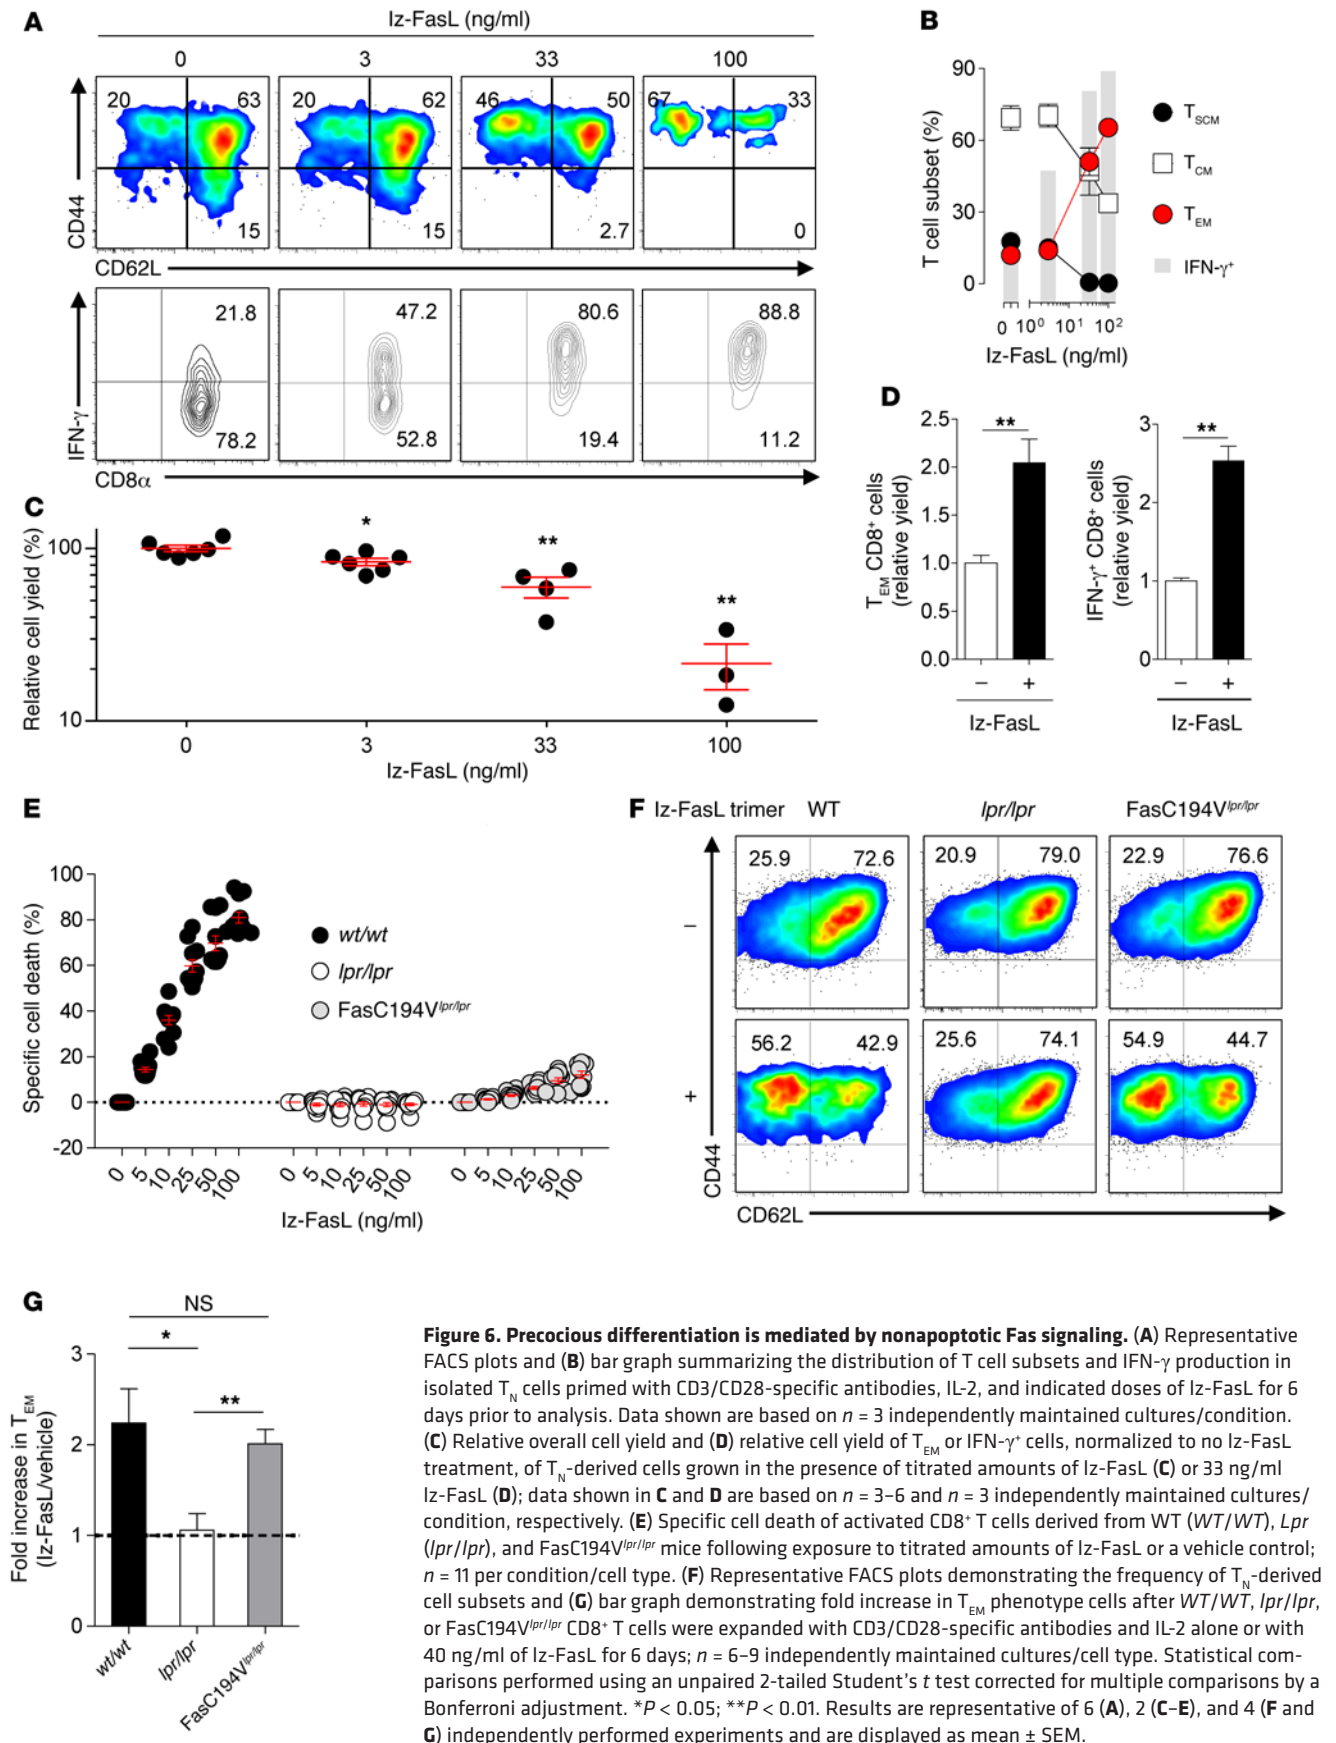 A
lz-FasL (ng/ml)
0 3 33 100
20 63
15
20 62
15
46 50
2.7
67 33
0
CD44
CD62L
21.8
78.2
47.2
52.8
80.6
19.4
88.8
11.2
IFN-γ
CD8α
B
90
60
30
0
T cell subset (%)
0 10⁰ 10¹ 10²
lz-FasL (ng/ml)
T_SCM
T_CM
T_EM
IFN-γ⁺
C
Relative cell yield (%)
100
10
* ** **
0 3 33 100
lz-FasL (ng/ml)
D
T_EM CD8⁺ cells
(relative yield)
2.5
2.0
1.5
1.0
0.5
0.0
**
– +
lz-FasL
IFN-γ⁺ CD8⁺ cells
(relative yield)
3
2
1
0
**
– +
lz-FasL
E
Specific cell death (%)
100
80
60
40
20
0
-20
wt/wt
lpr/lpr
FasC194V^lpr/lpr
0 5 10 25 50 100 0 5 10 25 50 100 0 5 10 25 50 100
lz-FasL (ng/ml)
F lz-FasL trimer WT lpr/lpr FasC194V^lpr/lpr
–
25.9 72.6
20.9 79.0
22.9 76.6
+
56.2 42.9
25.6 74.1
54.9 44.7
CD44
CD62L
G
NS
* **
Fold increase in T_EM
(lz-FasL/vehicle)
3
2
1
0
wt/wt lpr/lpr FasC194V^lpr/lpr
Figure 6. Precocious differentiation is mediated by nonapoptotic Fas signaling. (A) Representative
FACS plots and (B) bar graph summarizing the distribution of T cell subsets and IFN-γ production in
isolated T_N cells primed with CD3/CD28-specific antibodies, IL-2, and indicated doses of lz-FasL for 6
days prior to analysis. Data shown are based on n = 3 independently maintained cultures/condition.
(C) Relative overall cell yield and (D) relative cell yield of T_EM or IFN-γ⁺ cells, normalized to no lz-FasL
treatment, of T_N-derived cells grown in the presence of titrated amounts of lz-FasL (C) or 33 ng/ml
lz-FasL (D); data shown in C and D are based on n = 3–6 and n = 3 independently maintained cultures/
condition, respectively. (E) Specific cell death of activated CD8⁺ T cells derived from WT (WT/WT), Lpr
(lpr/lpr), and FasC194V^lpr/lpr mice following exposure to titrated amounts of lz-FasL or a vehicle control;
n = 11 per condition/cell type. (F) Representative FACS plots demonstrating the frequency of T_N-derived
cell subsets and (G) bar graph demonstrating fold increase in T_EM phenotype cells after WT/WT, lpr/lpr,
or FasC194V^lpr/lpr CD8⁺ T cells were expanded with CD3/CD28-specific antibodies and IL-2 alone or with
40 ng/ml of lz-FasL for 6 days; n = 6–9 independently maintained cultures/cell type. Statistical com-
parisons performed using an unpaired 2-tailed Student's t test corrected for multiple comparisons by a
Bonferroni adjustment. *P < 0.05; **P < 0.01. Results are representative of 6 (A), 2 (C–E), and 4 (F and
G) independently performed experiments and are displayed as mean ± SEM.